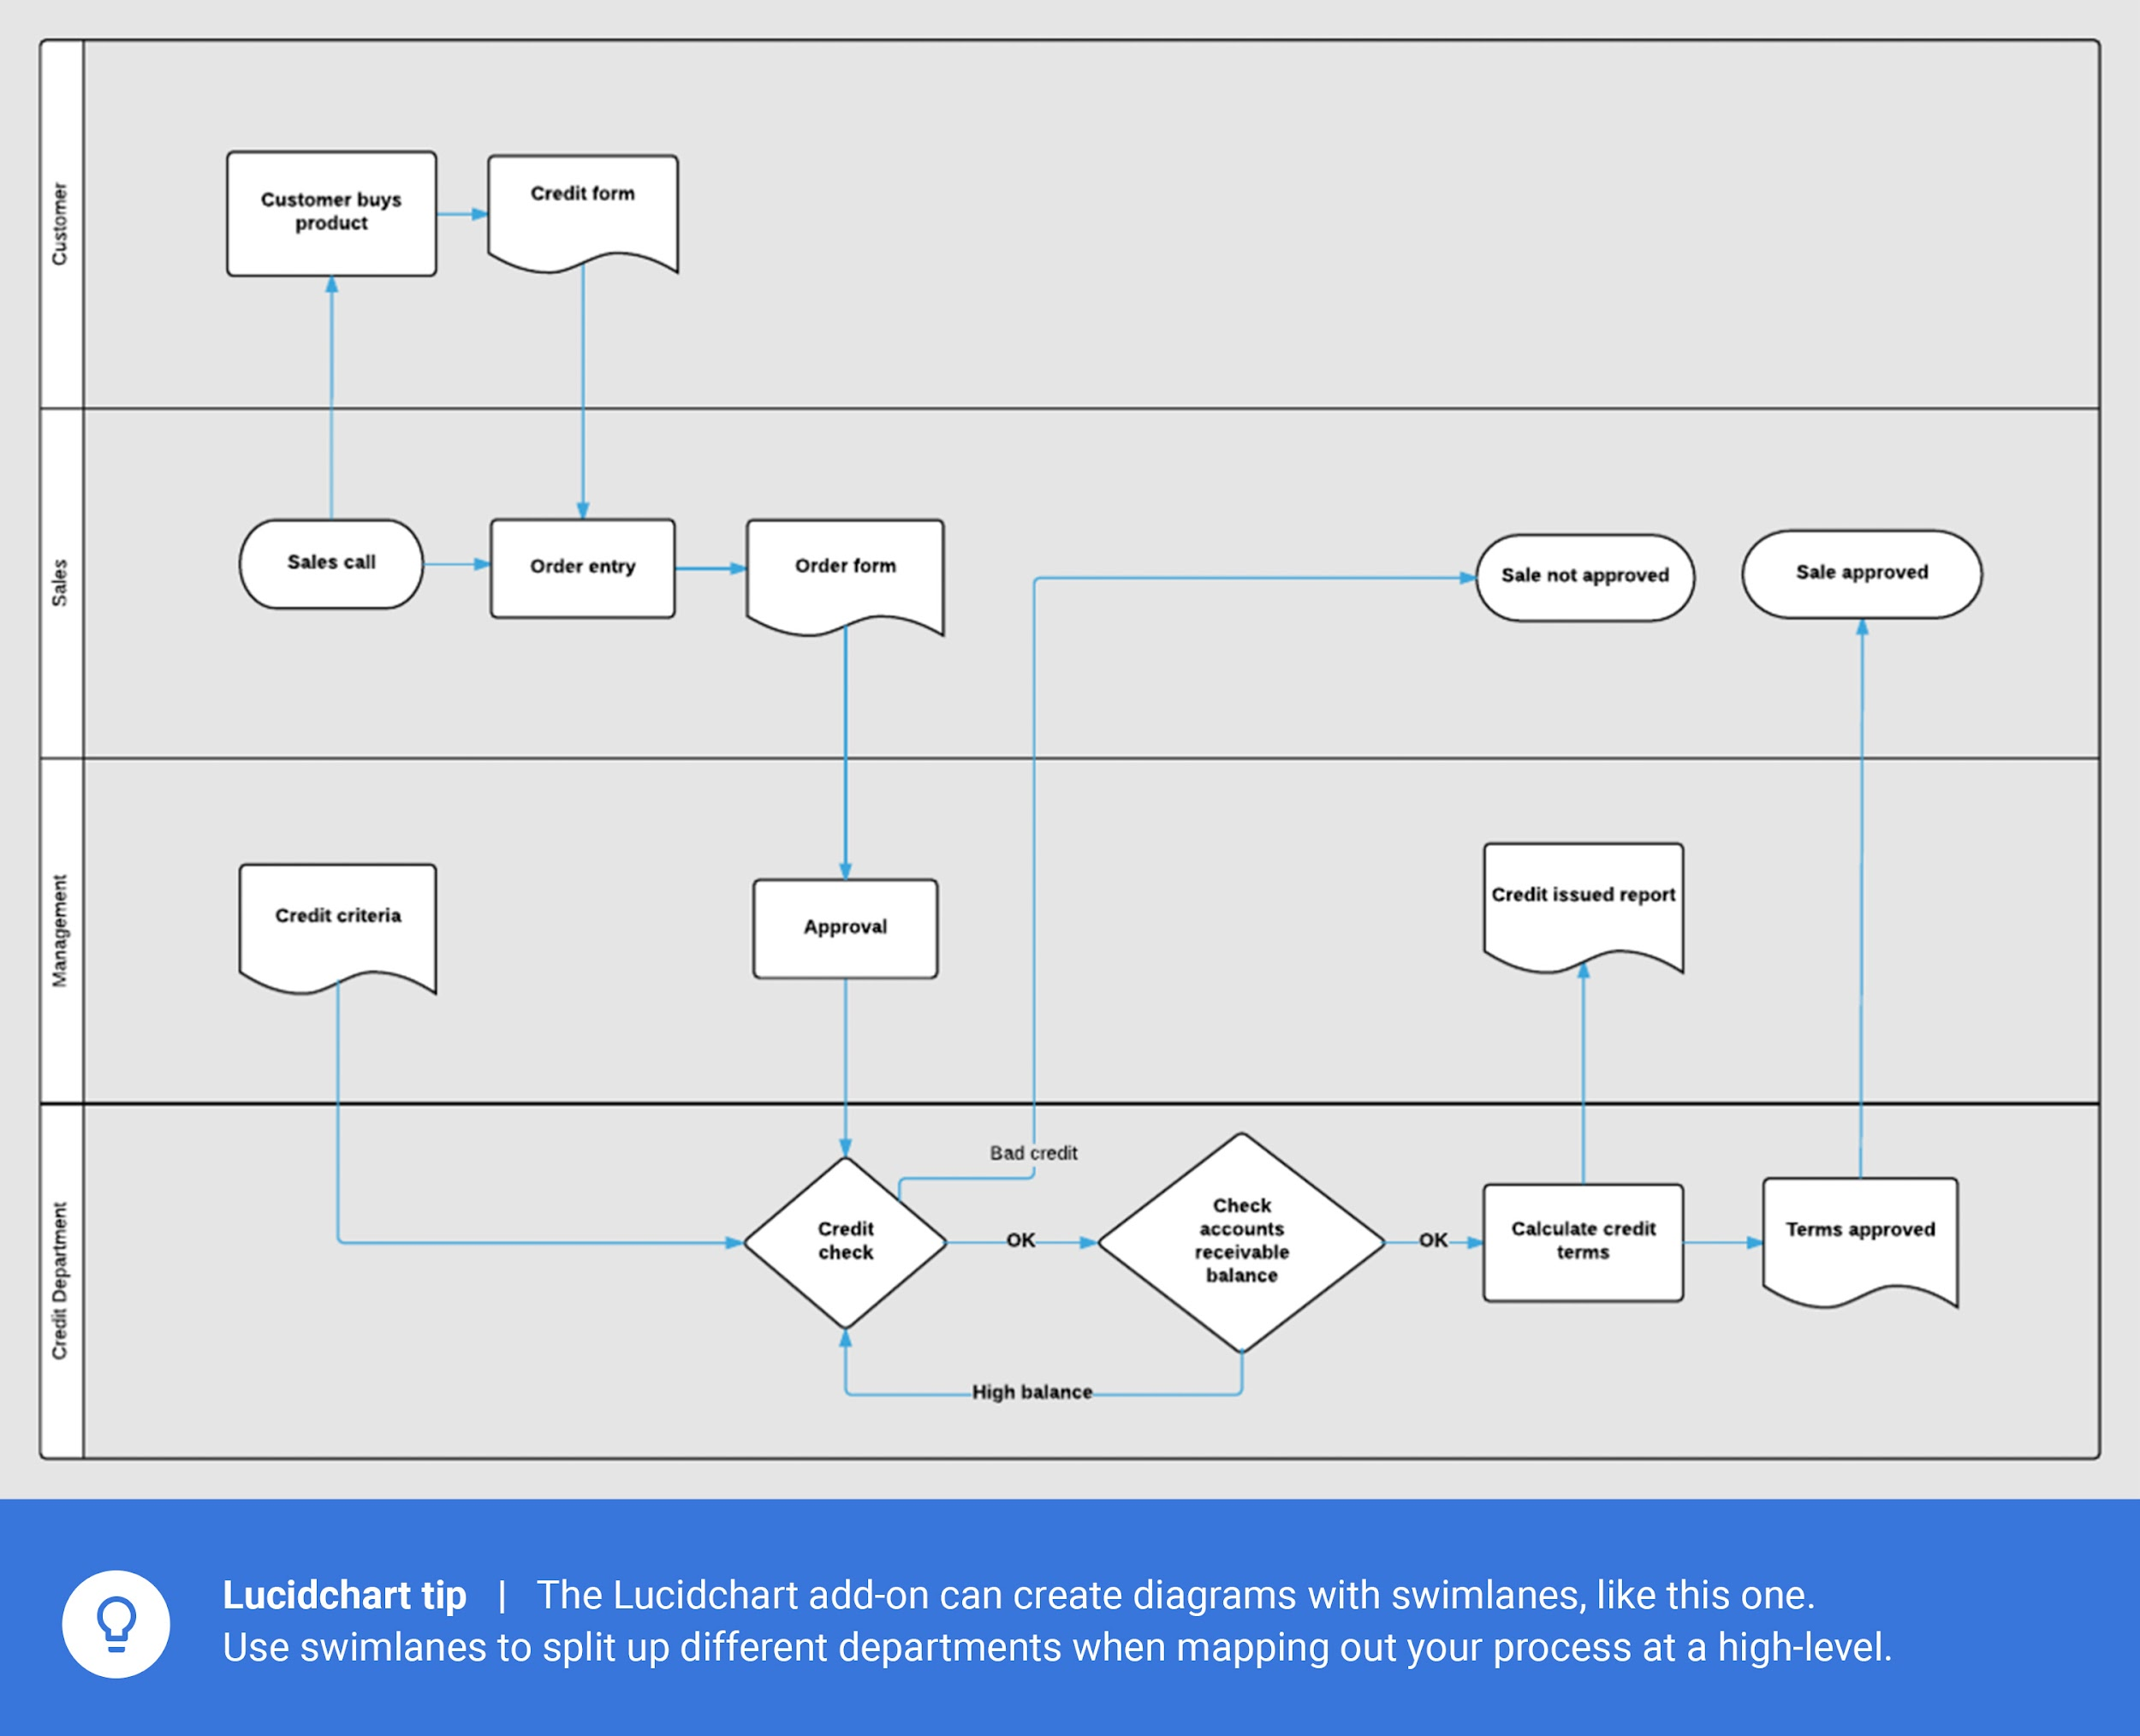 Customer
Customer buys
product
Credit form
Sales
Sales call
Order entry
Order form
Sale not approved
Sale approved
Management
Credit criteria
Approval
Credit issued report
Credit Department
Bad credit
Credit
check
OK
Check
accounts
receivable
balance
OK
Calculate credit
terms
Terms approved
High balance
Lucidchart tip | The Lucidchart add-on can create diagrams with swimlanes, like this one.
Use swimlanes to split up different departments when mapping out your process at a high-level.